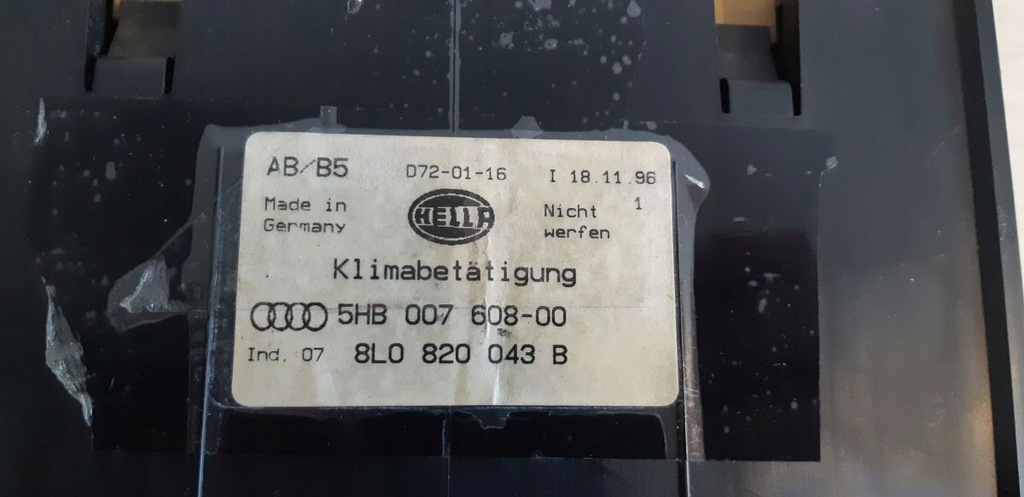 AB/B5 D72-01-16 I 18.11.96
Made in Germany HELLA Nicht werfen 1
Klimabetätigung
5HB 007 608-00
Ind. 07 8L0 820 043 B